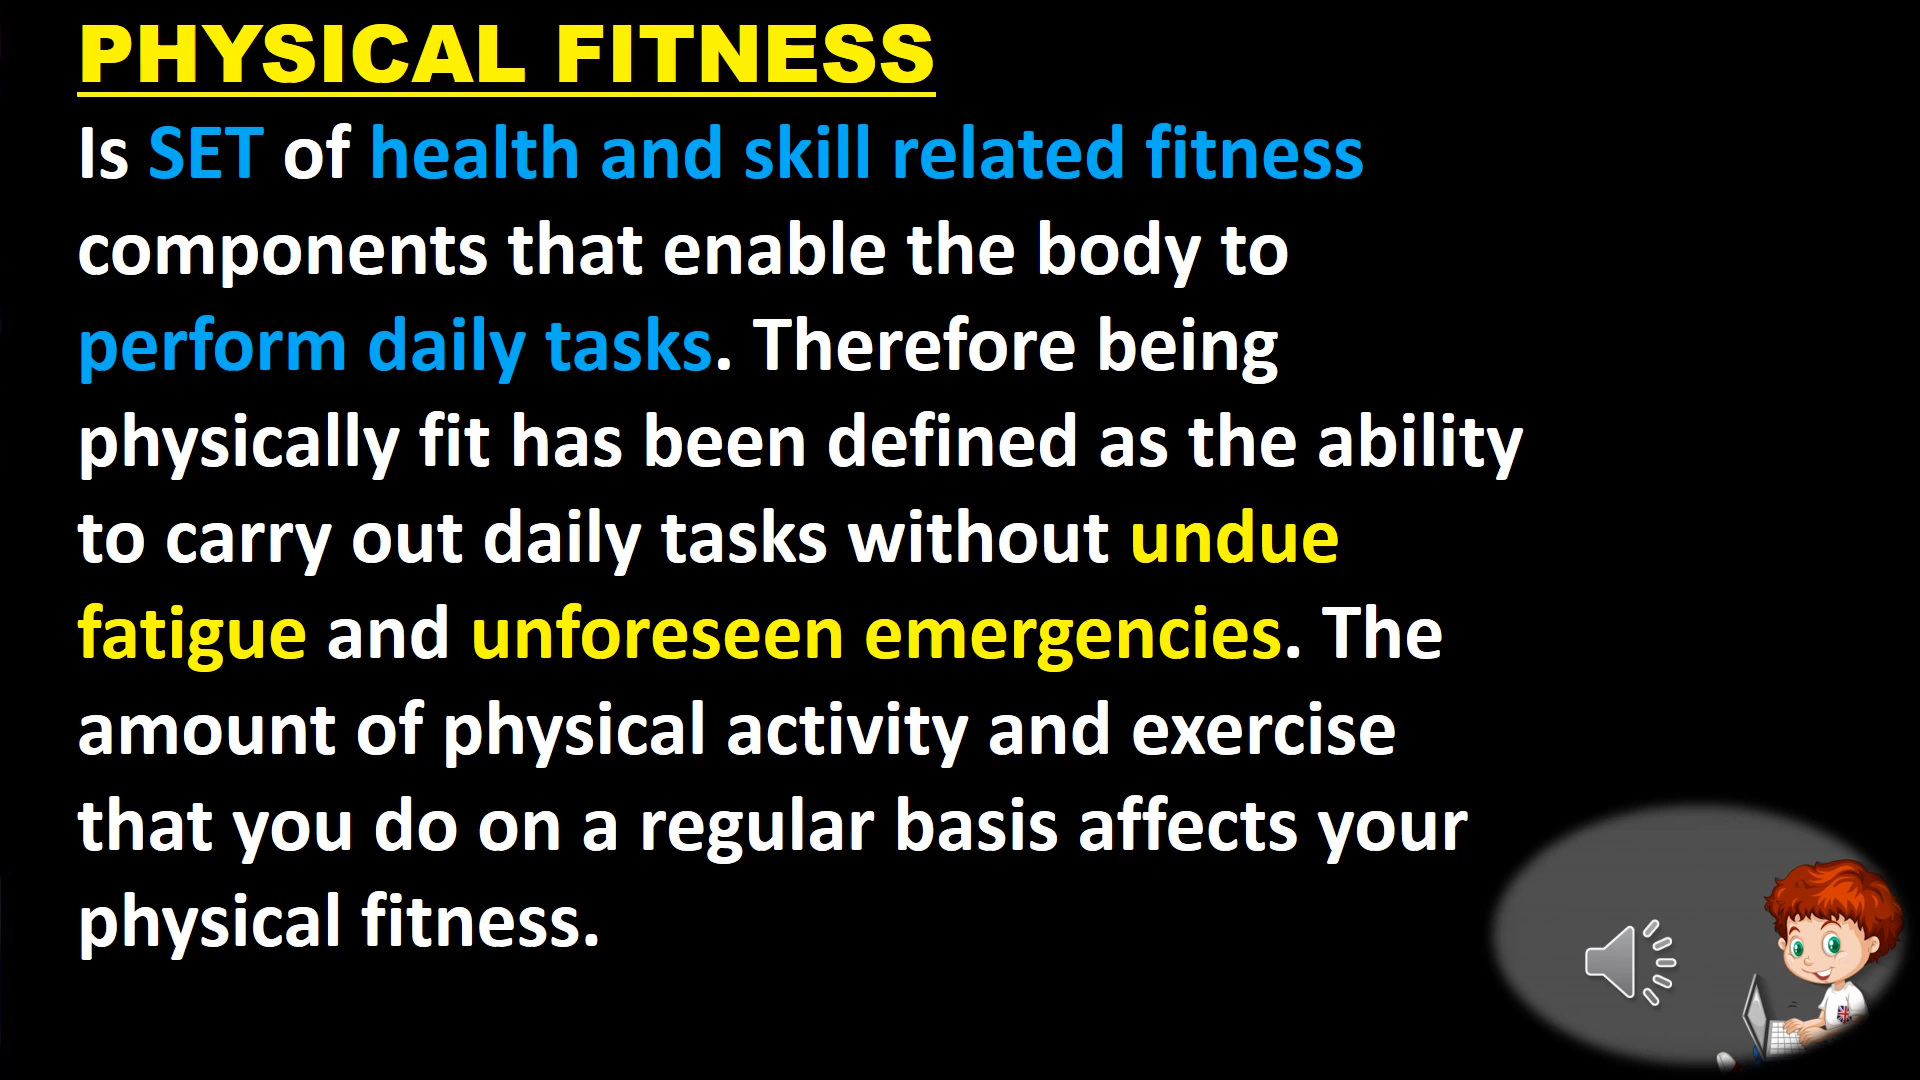 PHYSICAL FITNESS
Is SET of health and skill related fitness
components that enable the body to
perform daily tasks. Therefore being
physically fit has been defined as the ability
to carry out daily tasks without undue
fatigue and unforeseen emergencies. The
amount of physical activity and exercise
that you do on a regular basis affects your
physical fitness.